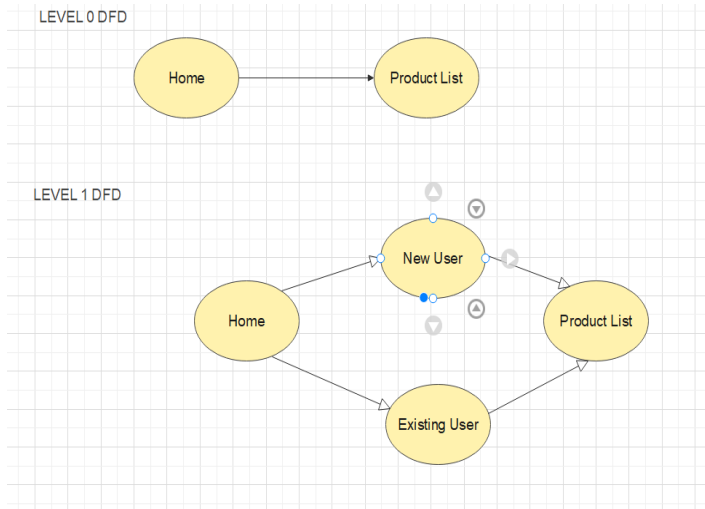 LEVEL 0 DFD
Home
Product List
LEVEL 1 DFD
New User
Home
Product List
Existing User